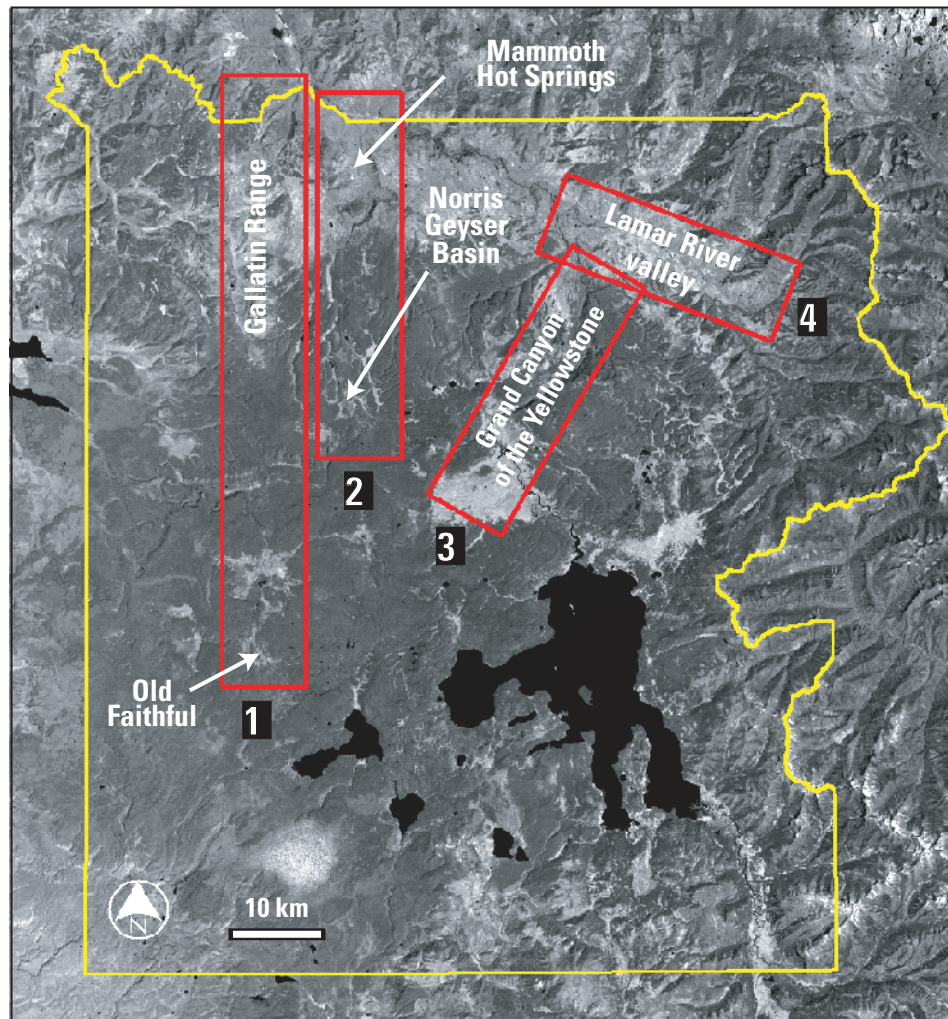 Mammoth
Hot Springs
Norris
Geyser
Basin
Gallatin Range
Lamar River
valley
4
Grand Canyon
of the Yellowstone
2
3
Old
Faithful
1
10 km
N